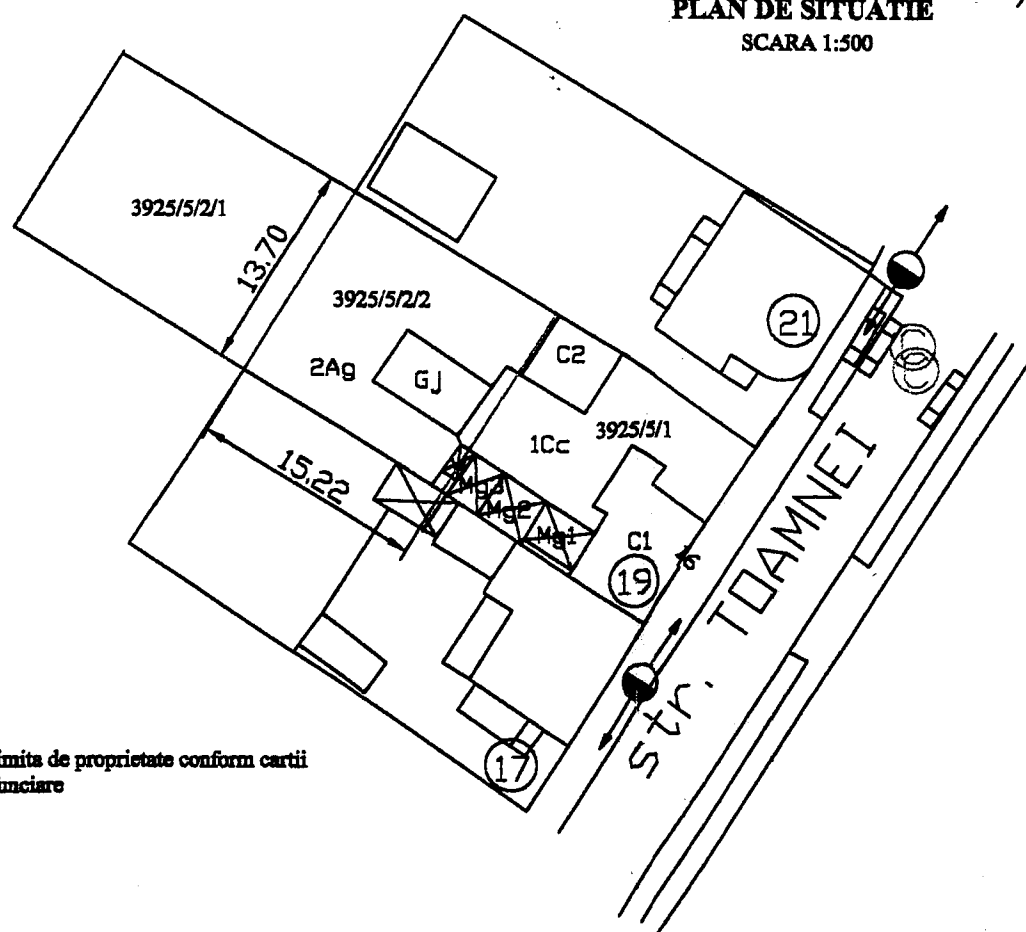 PLAN DE SITUATIE
SCARA 1:500
3925/5/2/1
13.70
3925/5/2/2
21
2Ag
GJ
C2
1Cc
3925/5/1
15.22
Mg3
Mg2
Mg1
C1
19
Str. TOAMNEI
17
imita de proprietate conform cartii
unciare